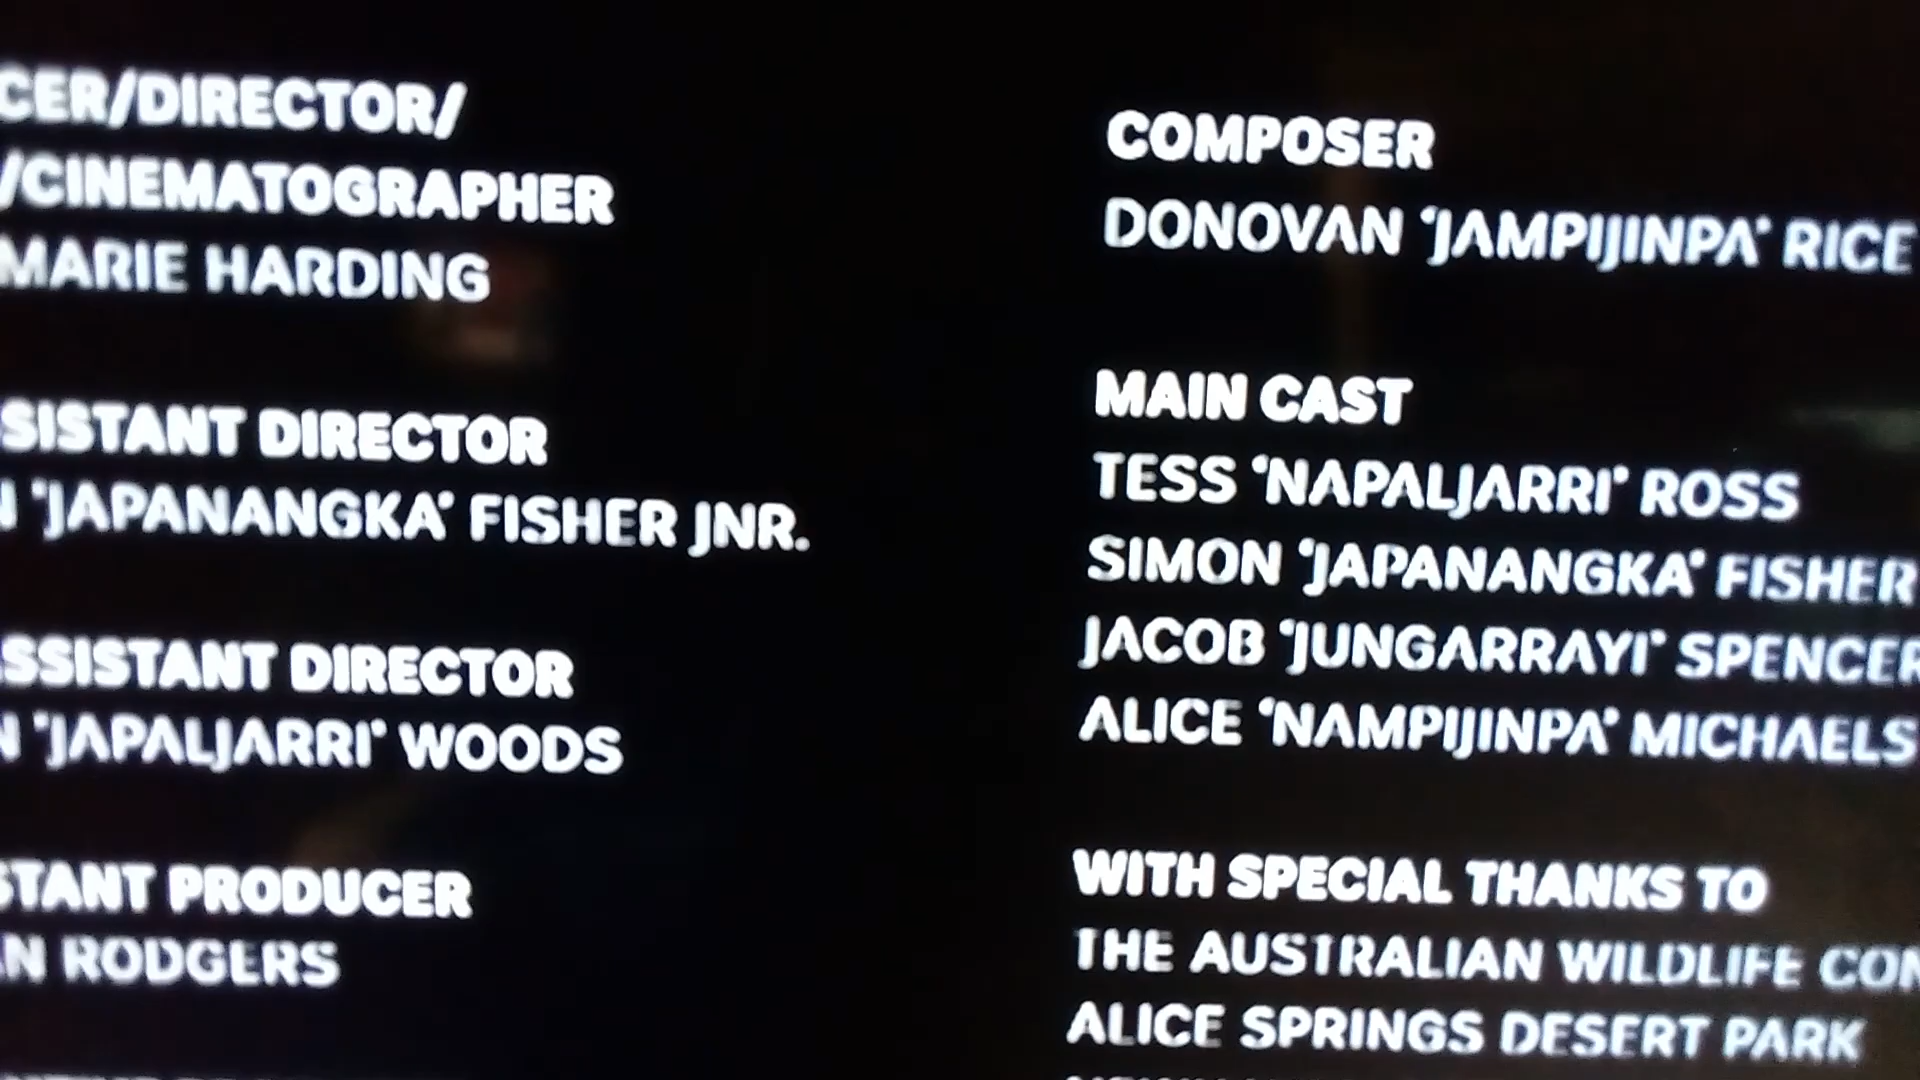 CER/DIRECTOR/
/CINEMATOGRAPHER
MARIE HARDING
SISTANT DIRECTOR
N 'JAPANANGKA' FISHER JNR.
SSISTANT DIRECTOR
N 'JAPALJARRI' WOODS
STANT PRODUCER
AN RODGERS
COMPOSER
DONOVAN 'JAMPIJINPA' RICE
MAIN CAST
TESS 'NAPALJARRI' ROSS
SIMON 'JAPANANGKA' FISHER
JACOB 'JUNGARRAYI' SPENCER
ALICE 'NAMPIJINPA' MICHAELS
WITH SPECIAL THANKS TO
THE AUSTRALIAN WILDLIFE CON
ALICE SPRINGS DESERT PARK